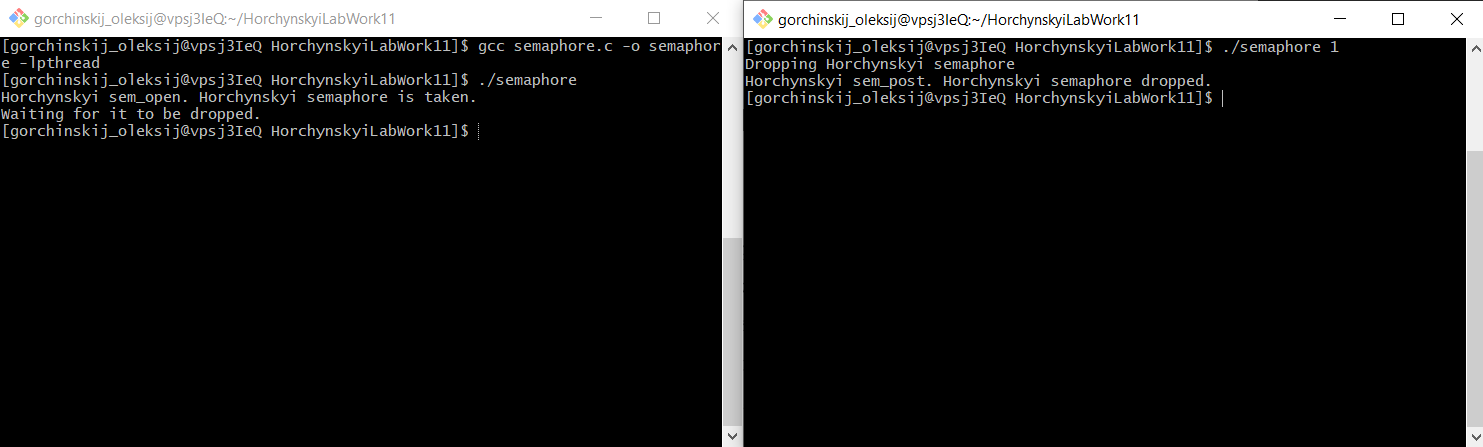 gorchinskij_oleksij@vpsj3IeQ:~/HorchynskyiLabWork11
[gorchinskij_oleksij@vpsj3IeQ HorchynskyiLabWork11]$ gcc semaphore.c -o semaphor
e -lpthread
[gorchinskij_oleksij@vpsj3IeQ HorchynskyiLabWork11]$ ./semaphore
Horchynskyi sem_open. Horchynskyi semaphore is taken.
Waiting for it to be dropped.
[gorchinskij_oleksij@vpsj3IeQ HorchynskyiLabWork11]$
gorchinskij_oleksij@vpsj3IeQ:~/HorchynskyiLabWork11
[gorchinskij_oleksij@vpsj3IeQ HorchynskyiLabWork11]$ ./semaphore 1
Dropping Horchynskyi semaphore
Horchynskyi sem_post. Horchynskyi semaphore dropped.
[gorchinskij_oleksij@vpsj3IeQ HorchynskyiLabWork11]$